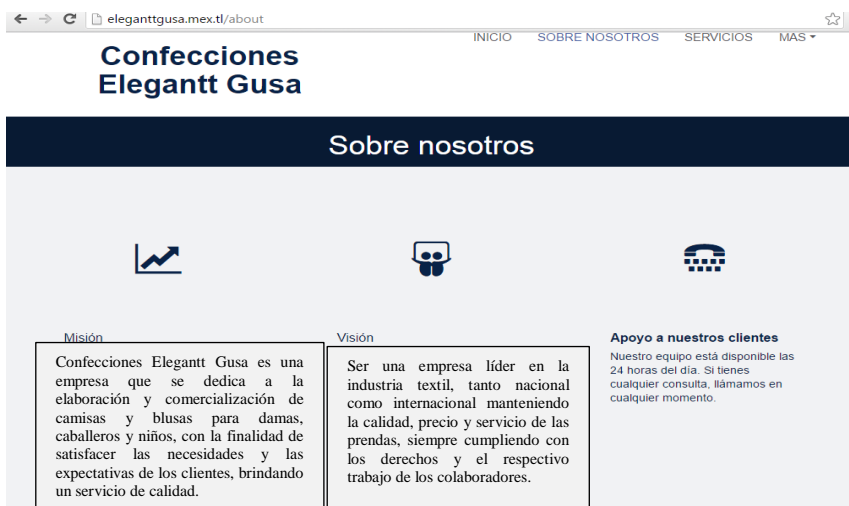 eleganttgusa.mex.tl/about
INICIO SOBRE NOSOTROS SERVICIOS MAS
Confecciones
Elegantt Gusa
Sobre nosotros
Misión
Confecciones Elegantt Gusa es una
empresa que se dedica a la
elaboración y comercialización de
camisas y blusas para damas,
caballeros y niños, con la finalidad de
satisfacer las necesidades y las
expectativas de los clientes, brindando
un servicio de calidad.
Visión
Ser una empresa líder en la
industria textil, tanto nacional
como internacional manteniendo
la calidad, precio y servicio de las
prendas, siempre cumpliendo con
los derechos y el respectivo
trabajo de los colaboradores.
Apoyo a nuestros clientes
Nuestro equipo está disponible las
24 horas del día. Si tienes
cualquier consulta, llámamos en
cualquier momento.